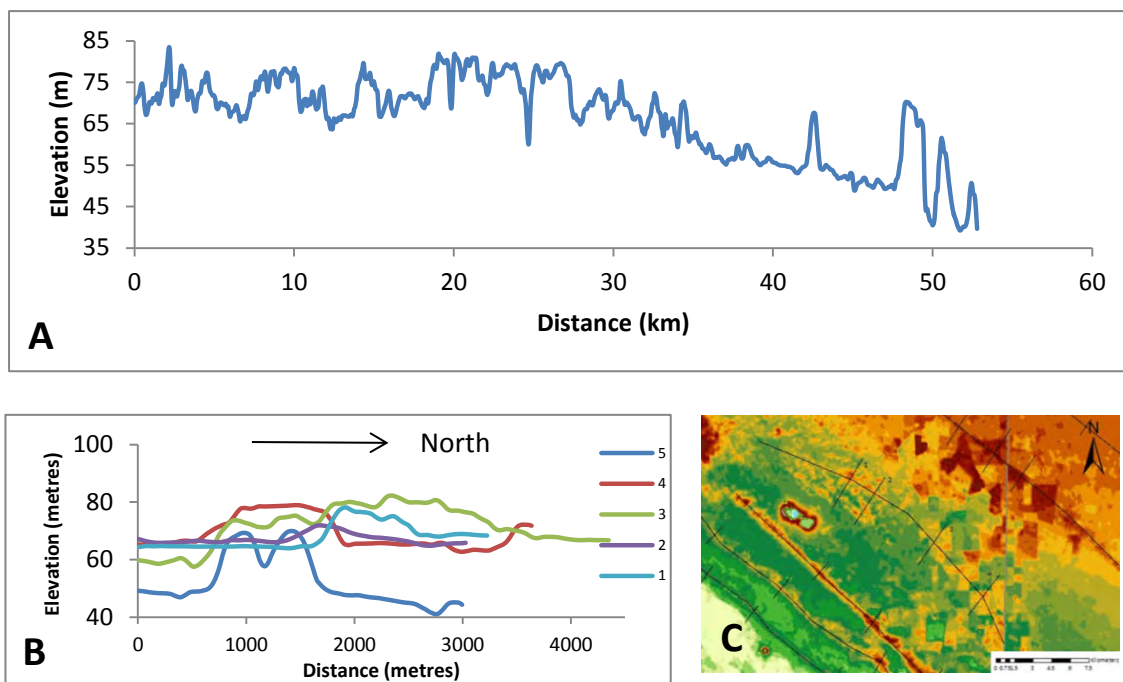 85
75
65
55
45
35
Elevation (m)
0 10 20 30 40 50 60
Distance (km)
A
100
80
60
40
Elevation (metres)
North
5
4
3
2
1
0 1000 2000 3000 4000
Distance (metres)
B
N
C